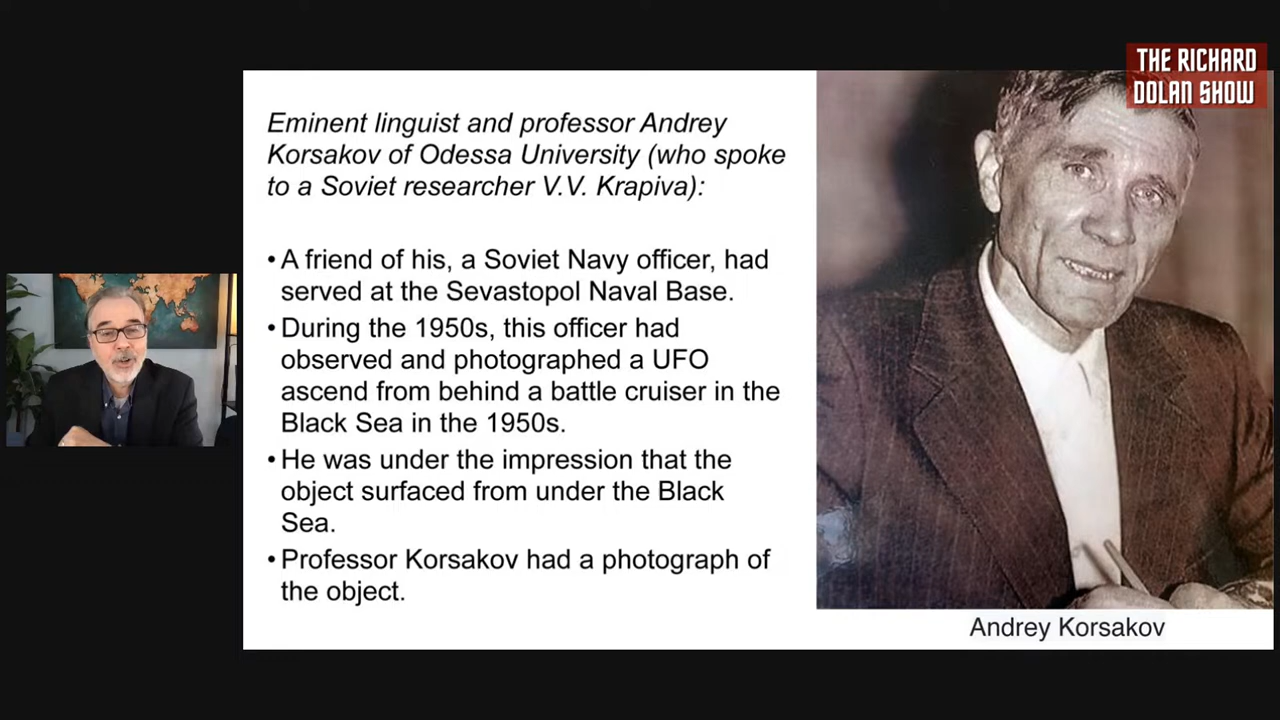 THE RICHARD
DOLAN SHOW
Eminent linguist and professor Andrey
Korsakov of Odessa University (who spoke
to a Soviet researcher V.V. Krapiva):
•A friend of his, a Soviet Navy officer, had
served at the Sevastopol Naval Base.
•During the 1950s, this officer had
observed and photographed a UFO
ascend from behind a battle cruiser in the
Black Sea in the 1950s.
•He was under the impression that the
object surfaced from under the Black
Sea.
•Professor Korsakov had a photograph of
the object.
Andrey Korsakov